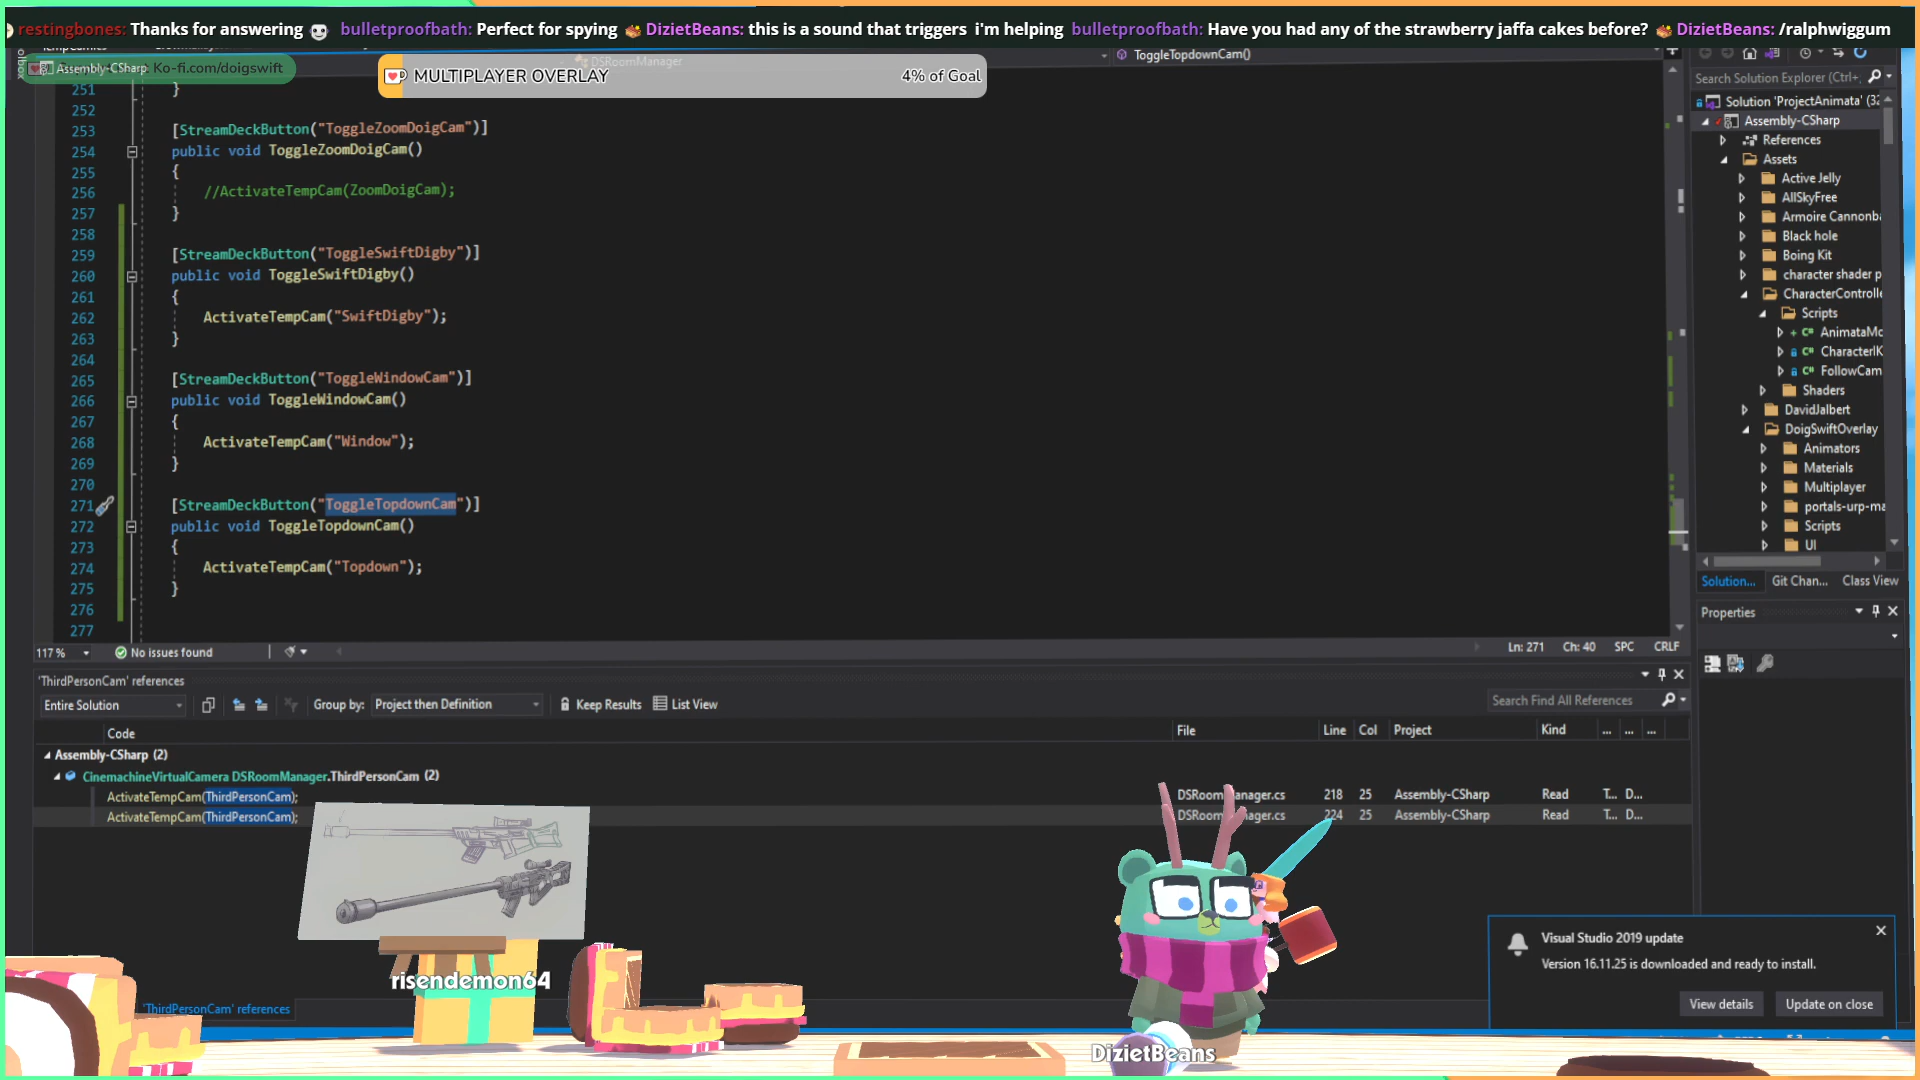 restingbones: Thanks for answering bulletproofbath: Perfect for spying DizietBeans: this is a sound that triggers i'm helping bulletproofbath: Have you had any of the strawberry jaffa cakes before? DizietBeans: /ralphwiggum
Assembly-CSharp Ko-fi.com/doigswift
MULTIPLAYER OVERLAY 4% of Goal
DSRoomManager
ToggleTopdownCam()
251 }
252
253 [StreamDeckButton("ToggleZoomDoigCam")]
254 public void ToggleZoomDoigCam()
255 {
256 //ActivateTempCam(ZoomDoigCam);
257 }
258
259 [StreamDeckButton("ToggleSwiftDigby")]
260 public void ToggleSwiftDigby()
261 {
262 ActivateTempCam("SwiftDigby");
263 }
264
265 [StreamDeckButton("ToggleWindowCam")]
266 public void ToggleWindowCam()
267 {
268 ActivateTempCam("Window");
269 }
270
271 [StreamDeckButton("ToggleTopdownCam")]
272 public void ToggleTopdownCam()
273 {
274 ActivateTempCam("Topdown");
275 }
276
277
117 % No issues found Ln: 271 Ch: 40 SPC CRLF
Search Solution Explorer (Ctrl+;
Solution 'ProjectAnimata' (32
Assembly-CSharp
References
Assets
Active Jelly
AllSkyFree
Armoire Cannonba
Black hole
Boing Kit
character shader p
CharacterControlle
Scripts
AnimataMo
CharacterIK
FollowCam
Shaders
DavidJalbert
DoigSwiftOverlay
Animators
Materials
Multiplayer
portals-urp-ma
Scripts
UI
Solution... Git Chan... Class View
Properties
'ThirdPersonCam' references
Entire Solution Group by: Project then Definition Keep Results List View Search Find All References
Code File Line Col Project Kind ... ... ...
Assembly-CSharp (2)
CinemachineVirtualCamera DSRoomManager.ThirdPersonCam (2)
ActivateTempCam(ThirdPersonCam); 218 25 Assembly-CSharp Read T... D...
ActivateTempCam(ThirdPersonCam); 224 25 Assembly-CSharp Read T... D...
Visual Studio 2019 update
Version 16.11.25 is downloaded and ready to install.
View details Update on close
risendemon64
'ThirdPersonCam' references
DizietBeans